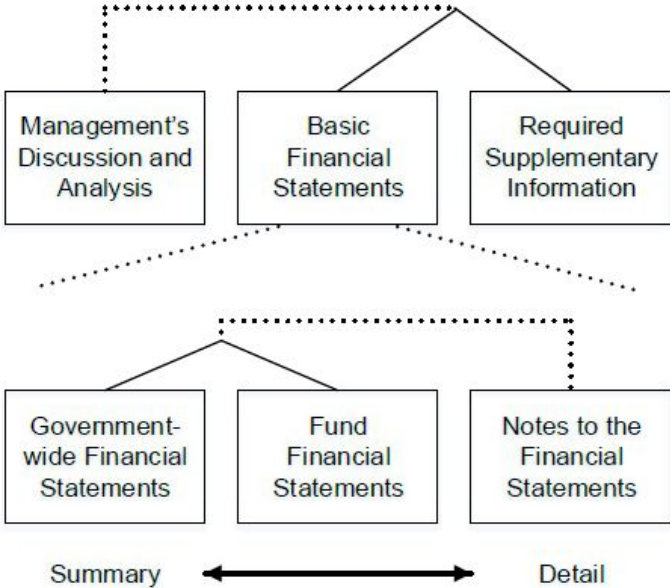 Management's
Discussion and
Analysis
Basic
Financial
Statements
Required
Supplementary
Information
Government-
wide Financial
Statements
Fund
Financial
Statements
Notes to the
Financial
Statements
Summary
Detail